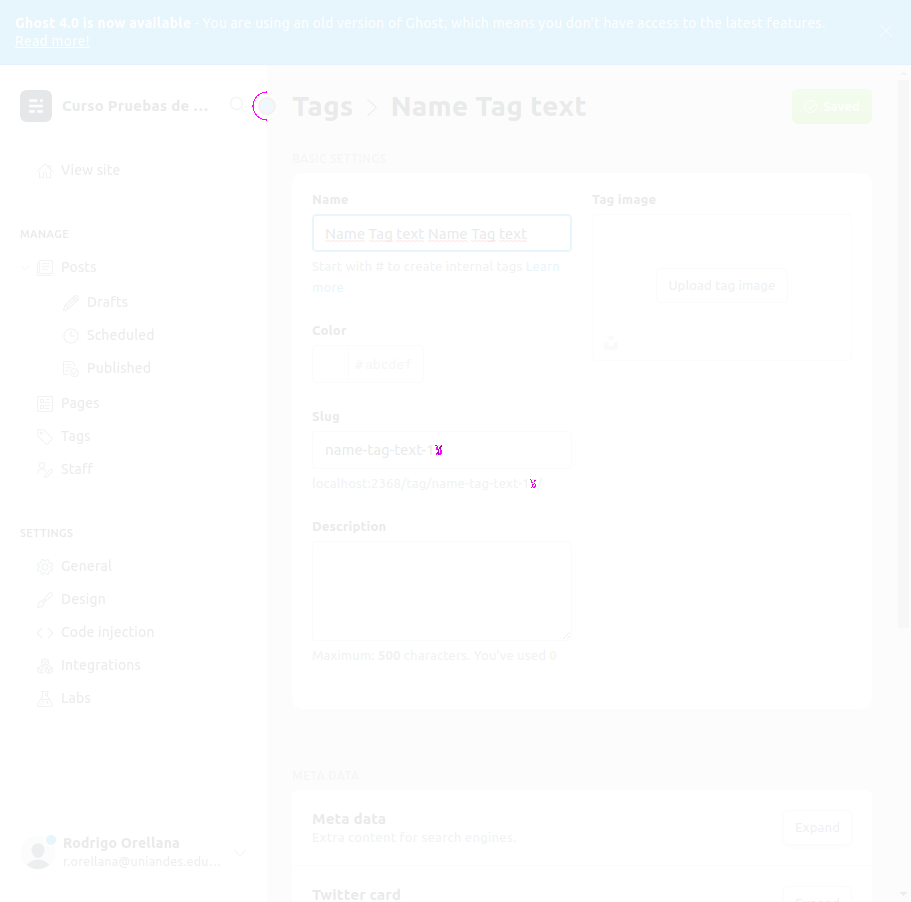 Ghost 4.0 is now available - You are using an old version of Ghost, which means you don't have access to the latest features.
Read more!
Curso Pruebas de ...
Tags > Name Tag text
Saved
View site
BASIC SETTINGS
Name
Tag image
MANAGE
Name Tag text Name Tag text
Posts
Start with # to create internal tags Learn
more
Upload tag image
Drafts
Color
Scheduled
# abcdef
Published
Pages
Slug
Tags
name-tag-text-1
Staff
localhost:2368/tag/name-tag-text-1
SETTINGS
Description
General
Design
Code injection
Maximum: 500 characters. You've used 0
Integrations
Labs
META DATA
Meta data
Extra content for search engines.
Expand
Rodrigo Orellana
r.orellana@uniandes.edu...
Twitter card
Expand